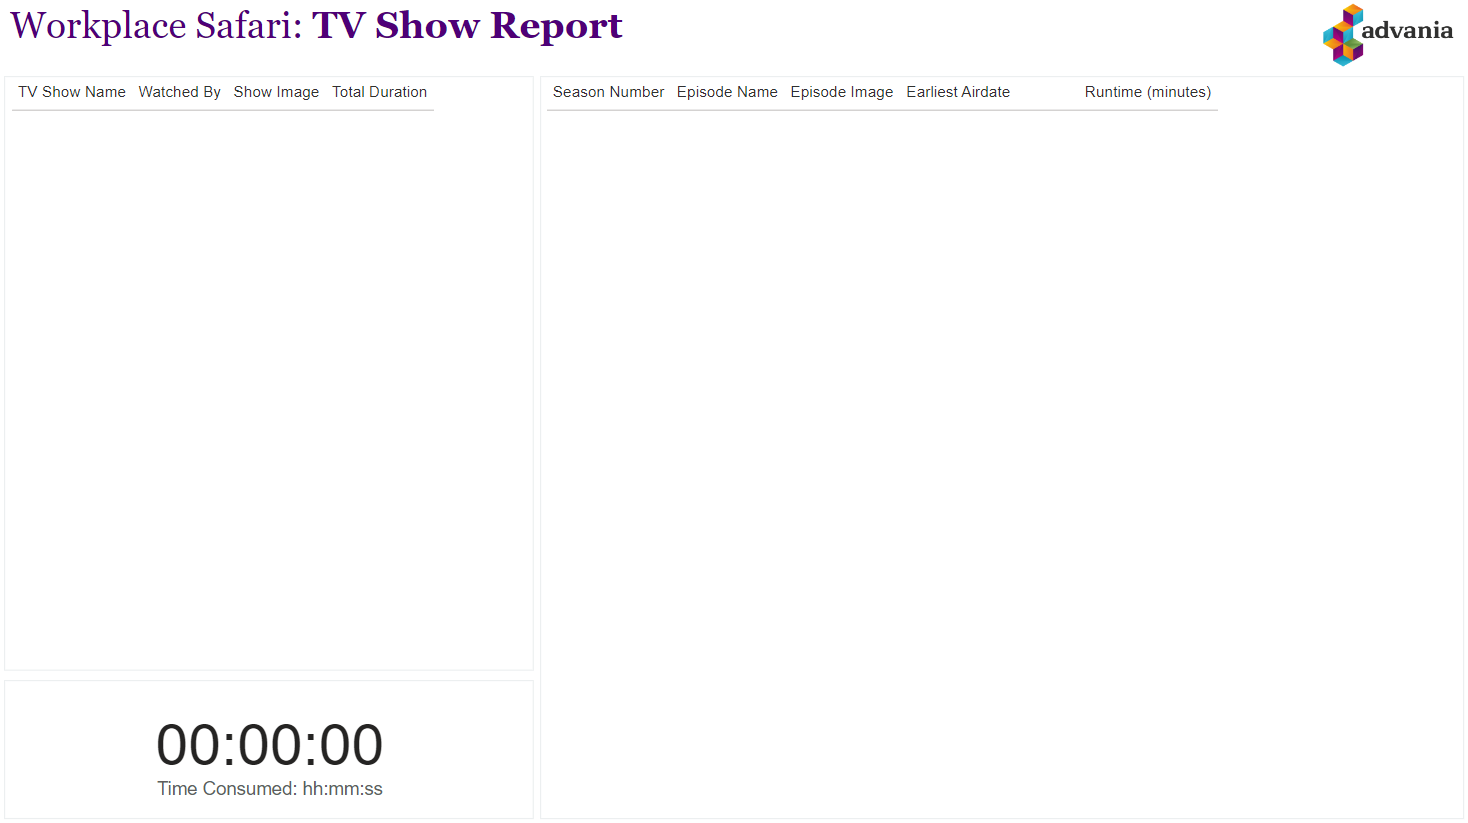 Workplace Safari: TV Show Report
advania
TV Show Name Watched By Show Image Total Duration
Season Number Episode Name Episode Image Earliest Airdate Runtime (minutes)
00:00:00
Time Consumed: hh:mm:ss